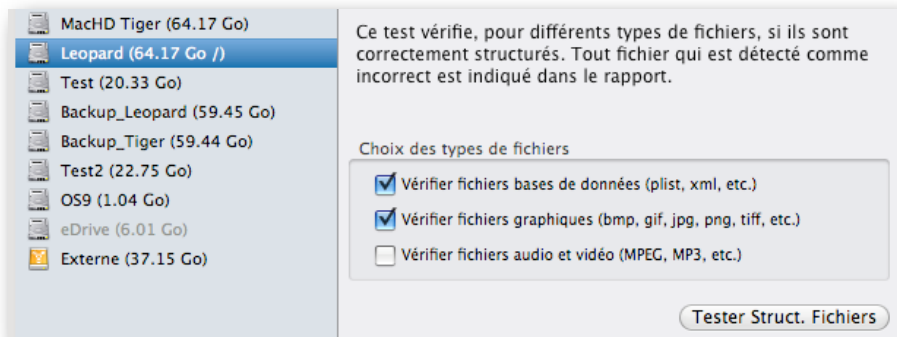 MacHD Tiger (64.17 Go)
Leopard (64.17 Go /)
Test (20.33 Go)
Backup_Leopard (59.45 Go)
Backup_Tiger (59.44 Go)
Test2 (22.75 Go)
OS9 (1.04 Go)
eDrive (6.01 Go)
Externe (37.15 Go)
Ce test vérifie, pour différents types de fichiers, si ils sont
correctement structurés. Tout fichier qui est détecté comme
incorrect est indiqué dans le rapport.
Choix des types de fichiers
Vérifier fichiers bases de données (plist, xml, etc.)
Vérifier fichiers graphiques (bmp, gif, jpg, png, tiff, etc.)
Vérifier fichiers audio et vidéo (MPEG, MP3, etc.)
Tester Struct. Fichiers